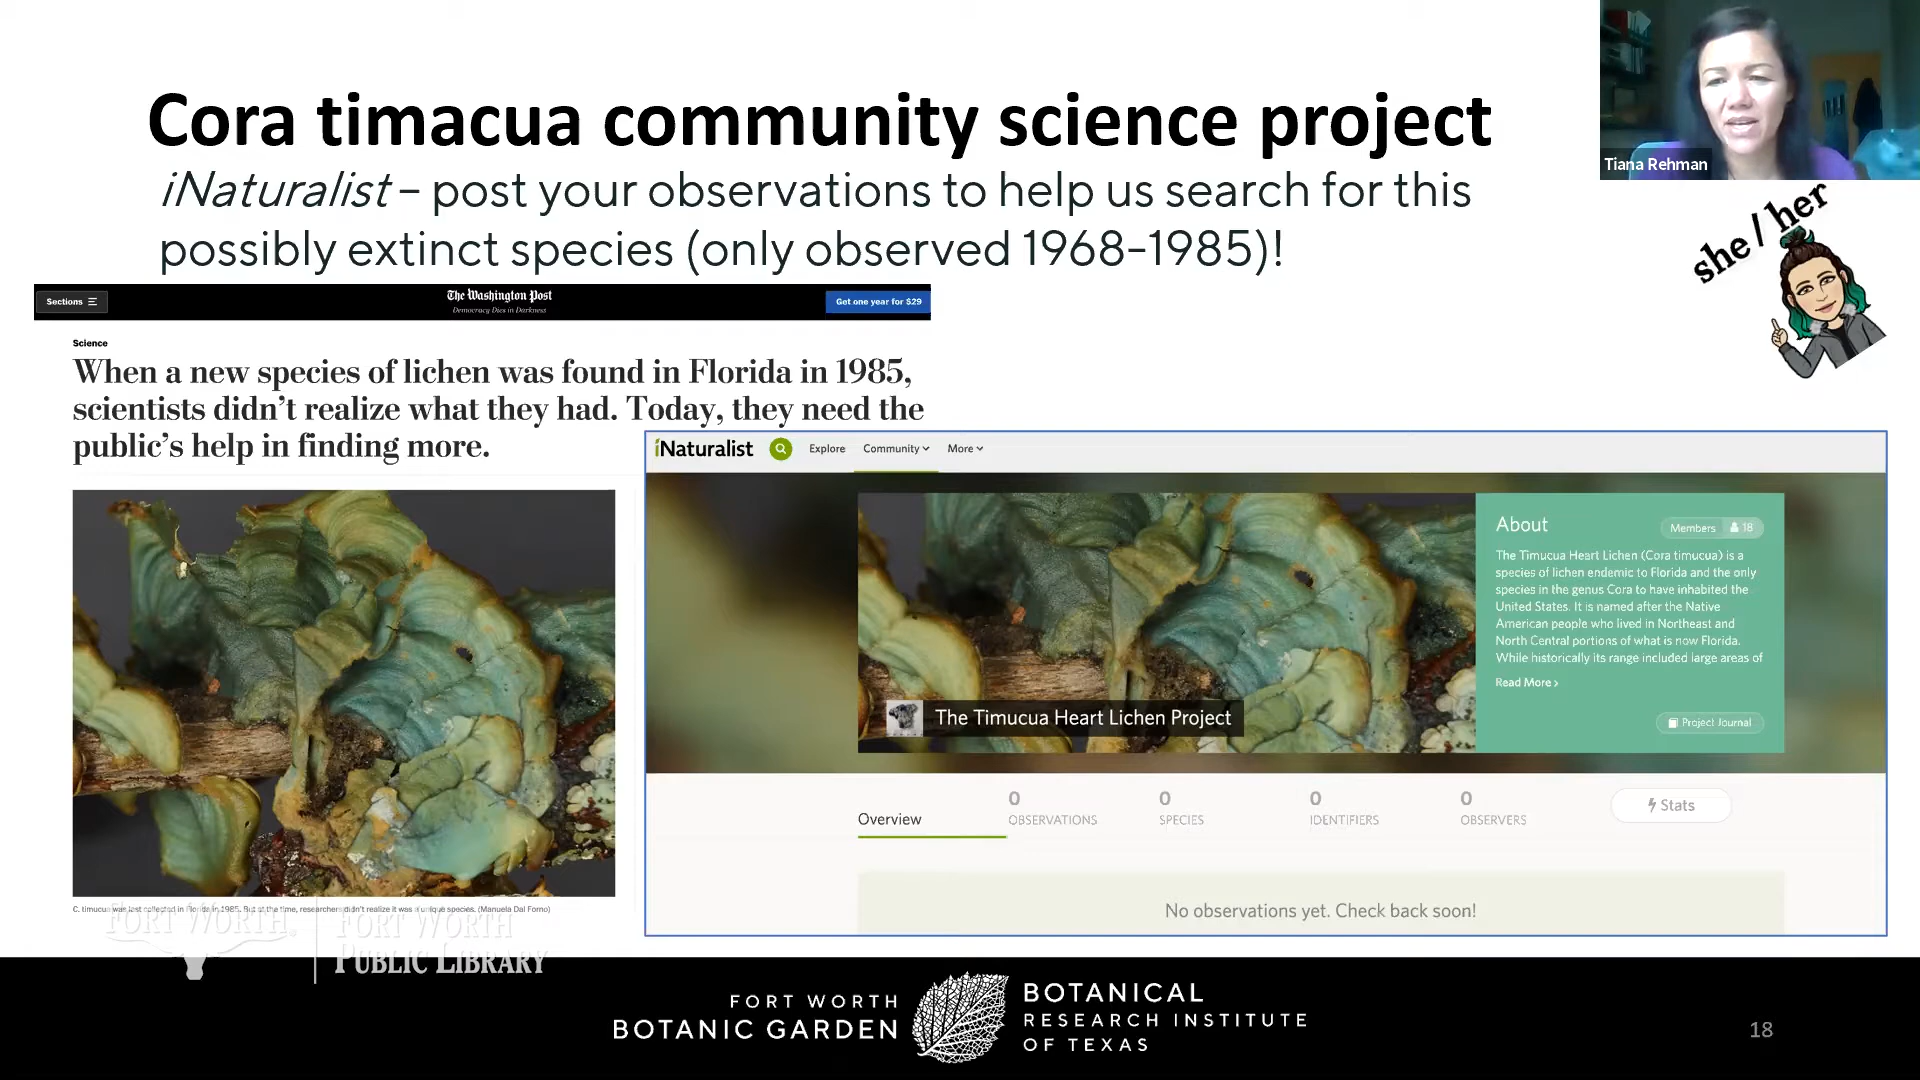 Cora timacua community science project
iNaturalist – post your observations to help us search for this
possibly extinct species (only observed 1968–1985)!
Tiana Rehman
she / her
Sections
The Washington Post
Democracy Dies in Darkness
Get one year for $29
Science
When a new species of lichen was found in Florida in 1985,
scientists didn’t realize what they had. Today, they need the
public’s help in finding more.
C. timucua was last collected in Florida in 1985. But at the time, researchers didn’t realize it was a unique species. (Manuela Dal Forno)
iNaturalist
Explore
Community
More
About
Members 18
The Timucua Heart Lichen (Cora timucua) is a
species of lichen endemic to Florida and the only
species in the genus Cora to have inhabited the
United States. It is named after the Native
American people who lived in Northeast and
North Central portions of what is now Florida.
While historically its range included large areas of
Read More ›
Project Journal
The Timucua Heart Lichen Project
Overview
0
OBSERVATIONS
0
SPECIES
0
IDENTIFIERS
0
OBSERVERS
Stats
No observations yet. Check back soon!
FORT WORTH
FORT WORTH
PUBLIC LIBRARY
FORT WORTH
BOTANIC GARDEN
BOTANICAL
RESEARCH INSTITUTE
OF TEXAS
18